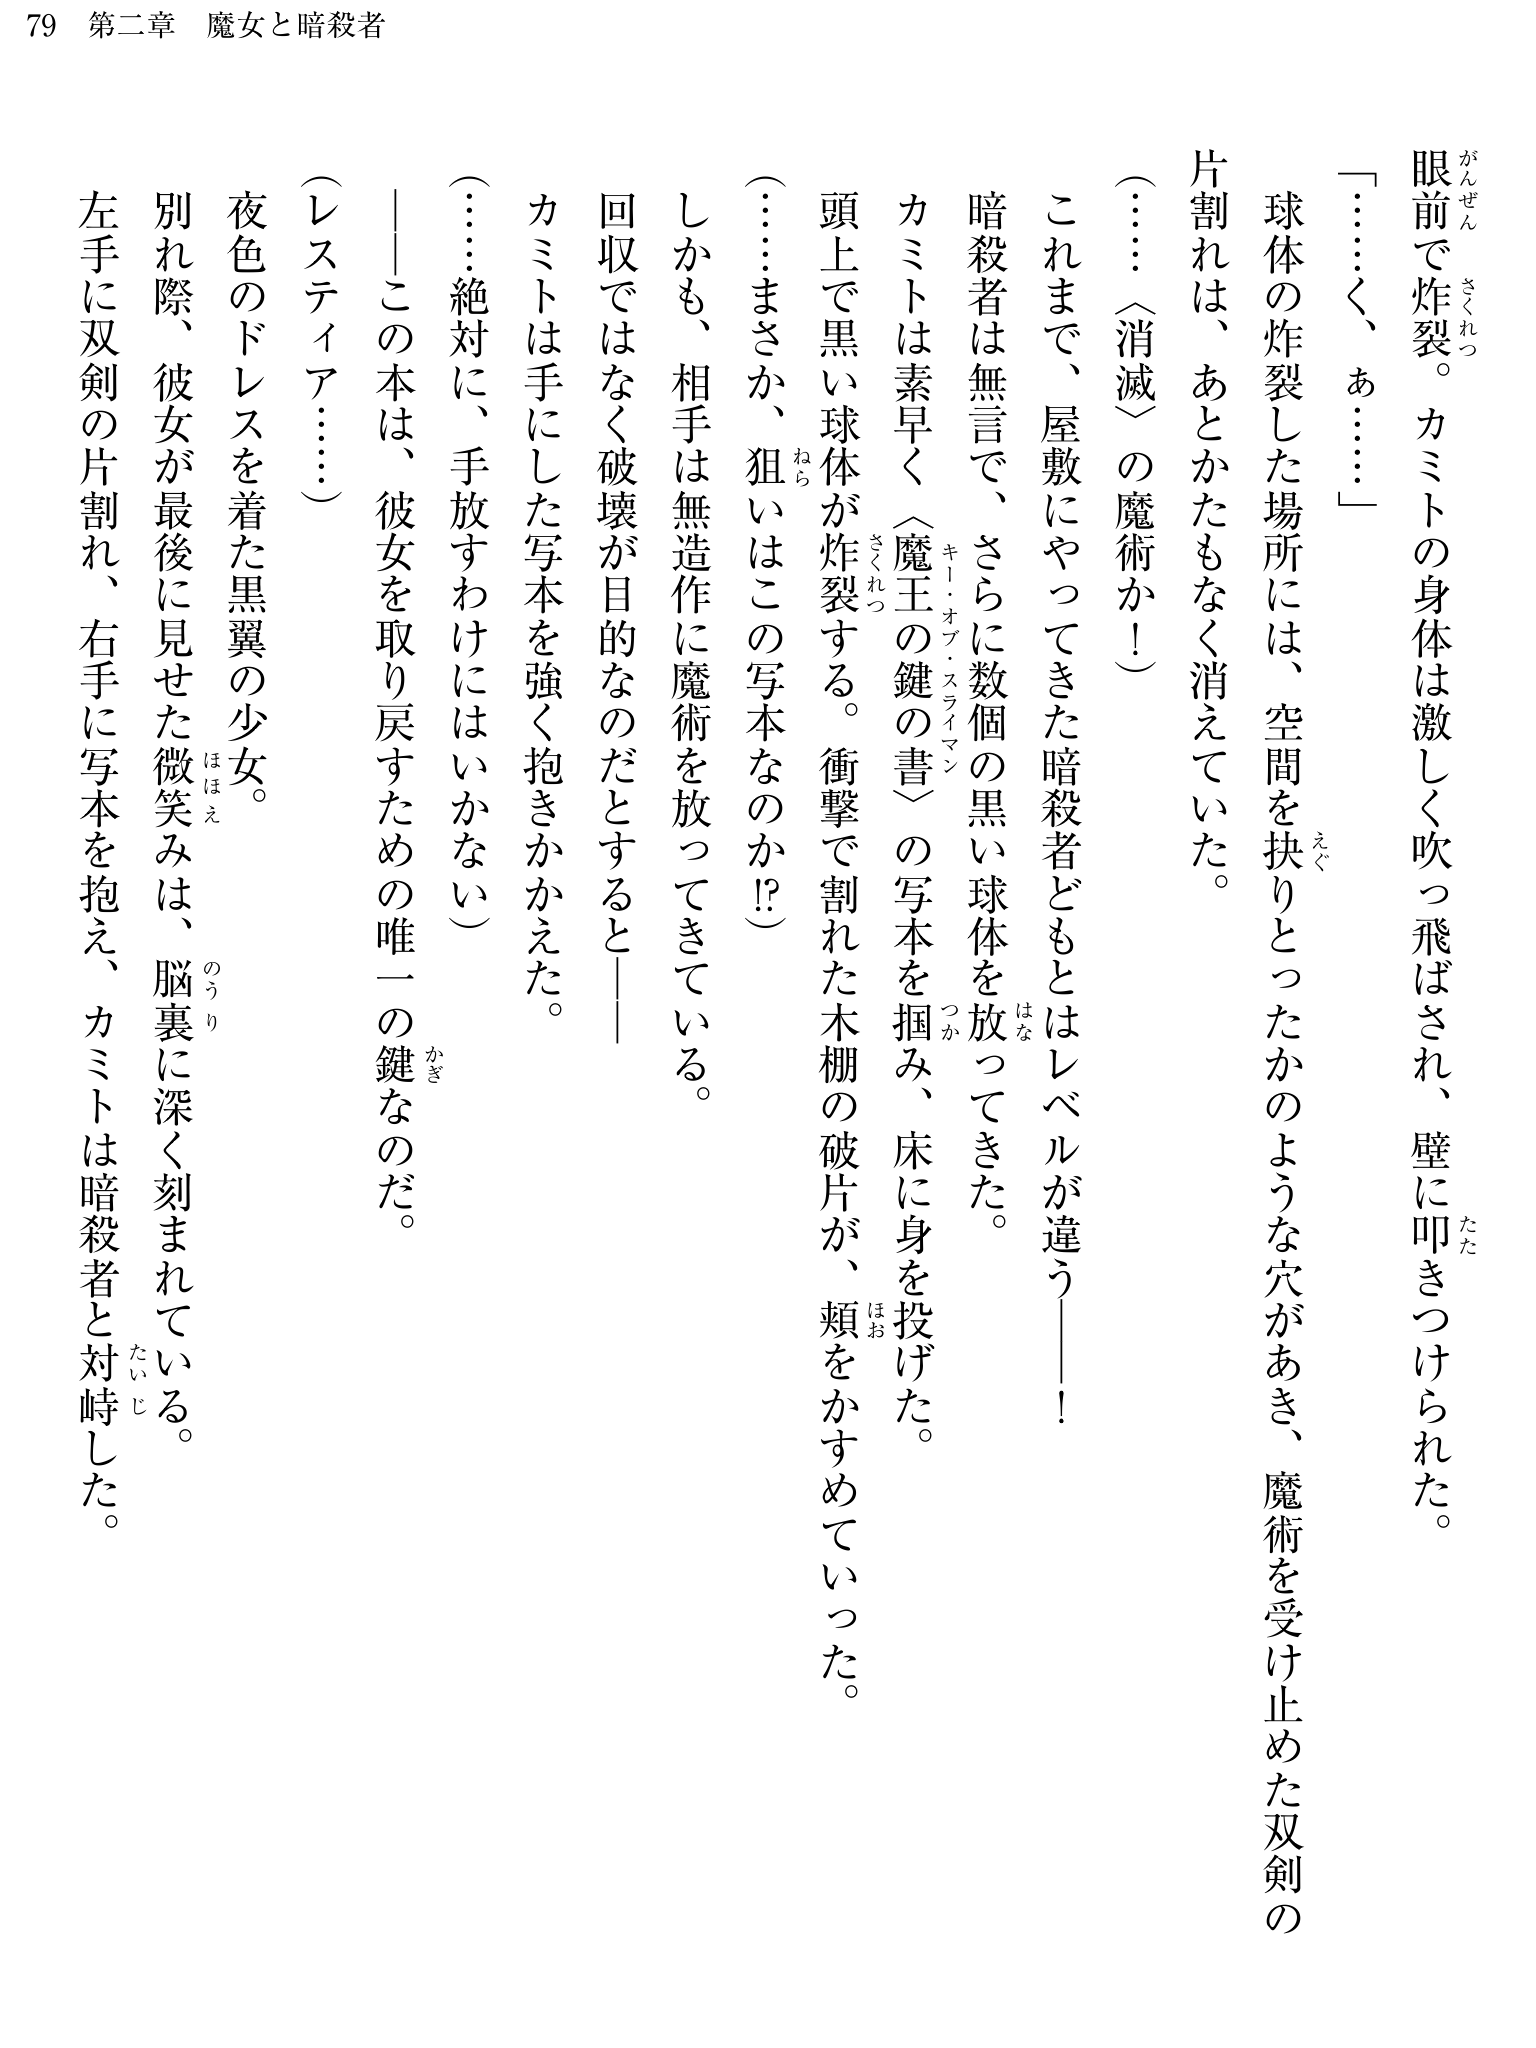 79　第二章　魔女と暗殺者
眼前で炸裂。カミトの身体は激しく吹っ飛ばされ、壁に叩きつけられた。
「……く、ぁ……」
球体の炸裂した場所には、空間を抉りとったかのような穴があき、魔術を受け止めた双剣の
片割れは、あとかたもなく消えていた。
（……〈消滅〉の魔術か！）
これまで、屋敷にやってきた暗殺者どもとはレベルが違う――！
暗殺者は無言で、さらに数個の黒い球体を放ってきた。
カミトは素早く〈魔王の鍵の書〉の写本を掴み、床に身を投げた。
頭上で黒い球体が炸裂する。衝撃で割れた木棚の破片が、頬をかすめていった。
（……まさか、狙いはこの写本なのか!?）
しかも、相手は無造作に魔術を放ってきている。
回収ではなく破壊が目的なのだとすると――
カミトは手にした写本を強く抱きかかえた。
（……絶対に、手放すわけにはいかない）
――この本は、彼女を取り戻すための唯一の鍵なのだ。
（レスティア……）
夜色のドレスを着た黒翼の少女。
別れ際、彼女が最後に見せた微笑みは、脳裏に深く刻まれている。
左手に双剣の片割れ、右手に写本を抱え、カミトは暗殺者と対峙した。